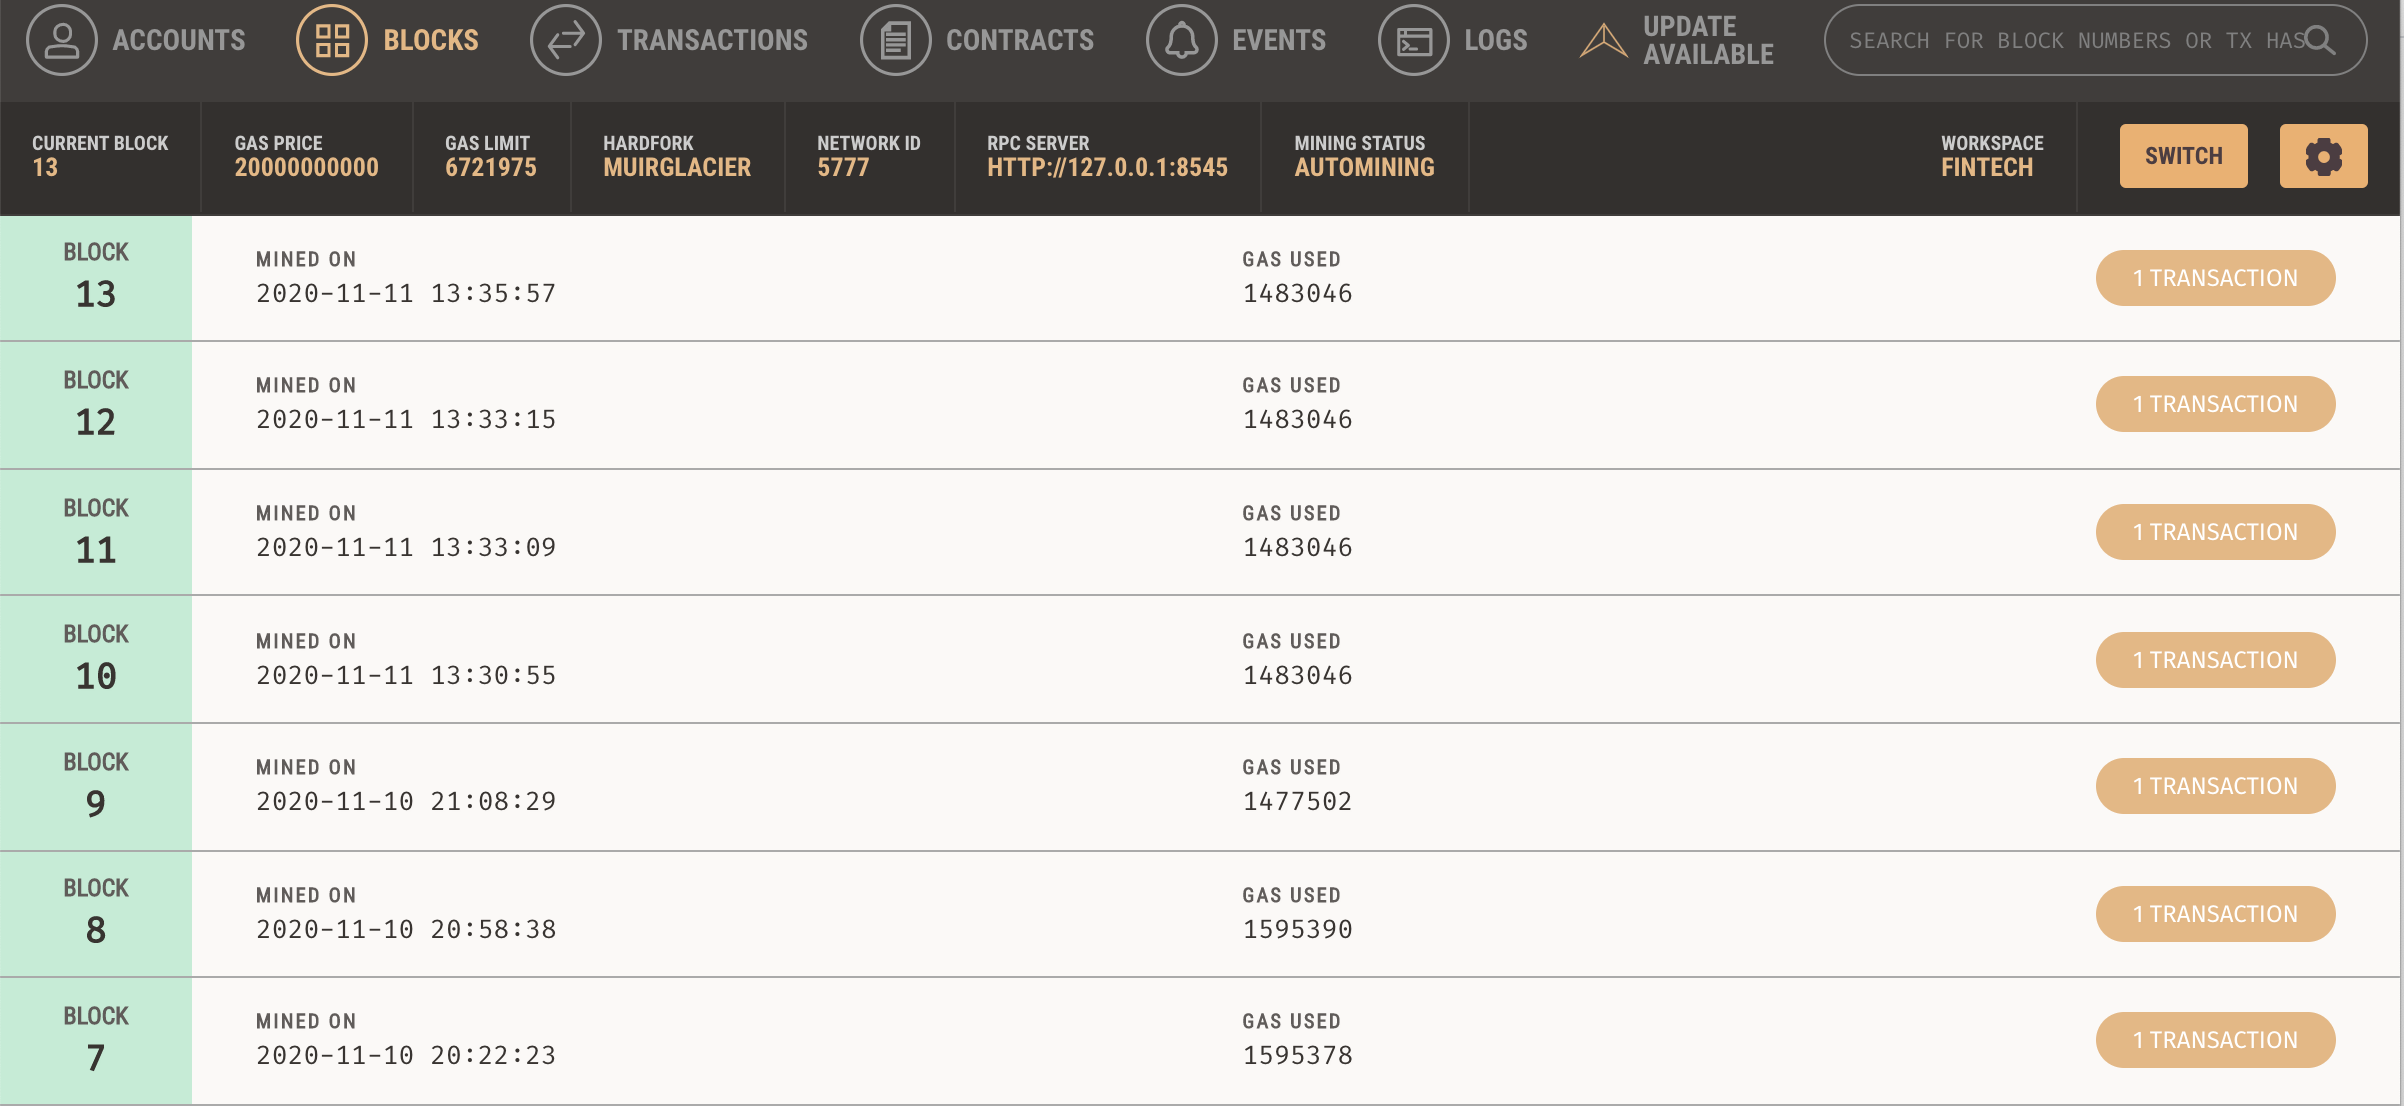 ACCOUNTS
BLOCKS
TRANSACTIONS
CONTRACTS
EVENTS
LOGS
UPDATE
AVAILABLE
SEARCH FOR BLOCK NUMBERS OR TX HAS
CURRENT BLOCK
13
GAS PRICE
20000000000
GAS LIMIT
6721975
HARDFORK
MUIRGLACIER
NETWORK ID
5777
RPC SERVER
HTTP://127.0.0.1:8545
MINING STATUS
AUTOMINING
WORKSPACE
FINTECH
SWITCH
BLOCK
13
MINED ON
2020-11-11 13:35:57
GAS USED
1483046
1 TRANSACTION
BLOCK
12
MINED ON
2020-11-11 13:33:15
GAS USED
1483046
1 TRANSACTION
BLOCK
11
MINED ON
2020-11-11 13:33:09
GAS USED
1483046
1 TRANSACTION
BLOCK
10
MINED ON
2020-11-11 13:30:55
GAS USED
1483046
1 TRANSACTION
BLOCK
9
MINED ON
2020-11-10 21:08:29
GAS USED
1477502
1 TRANSACTION
BLOCK
8
MINED ON
2020-11-10 20:58:38
GAS USED
1595390
1 TRANSACTION
BLOCK
7
MINED ON
2020-11-10 20:22:23
GAS USED
1595378
1 TRANSACTION